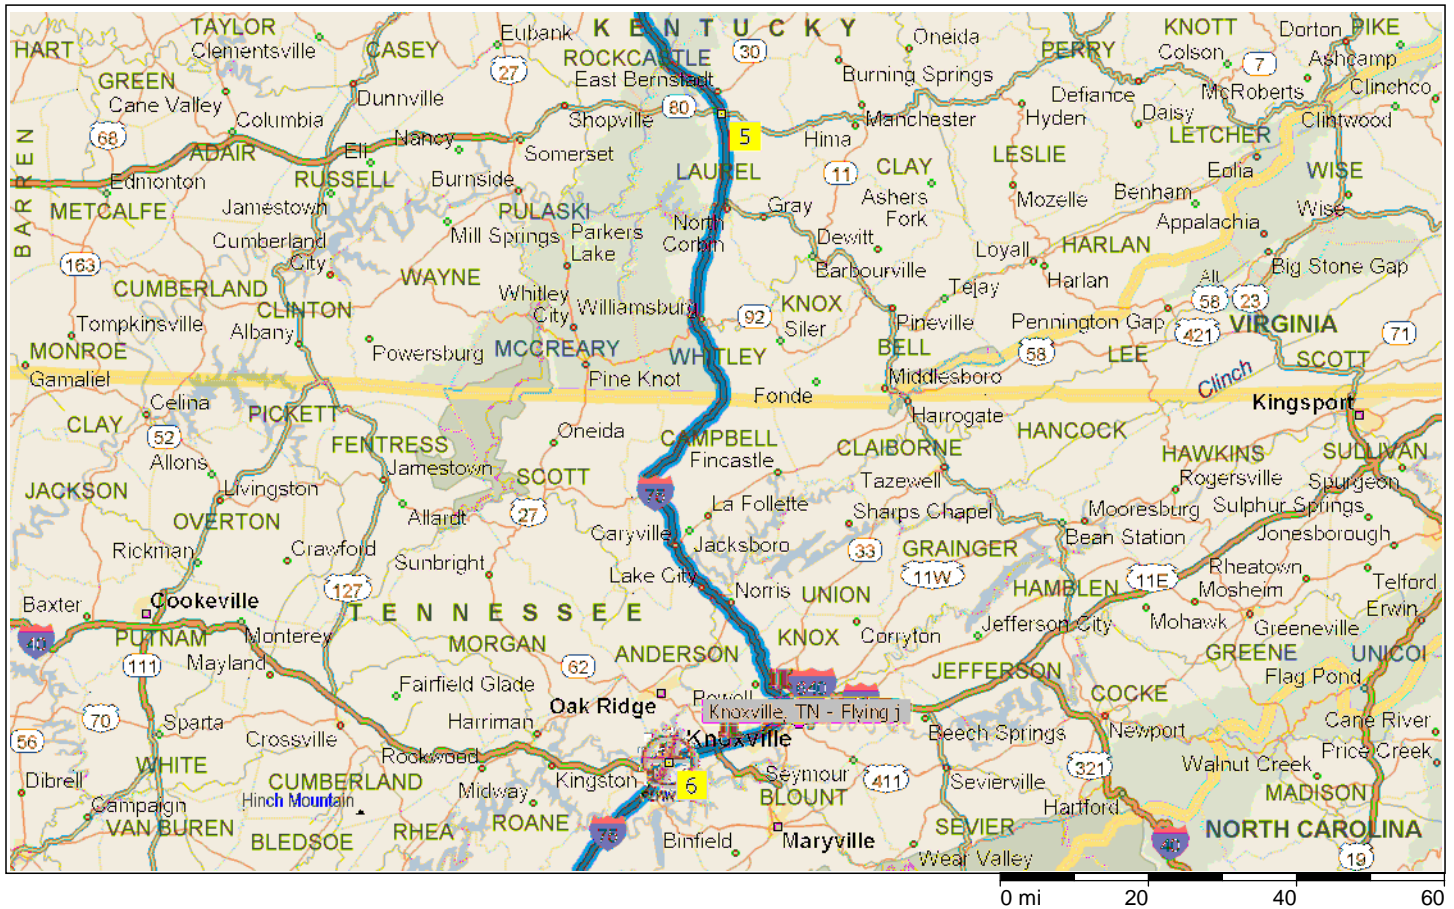 TAYLOR
Eubank
K E N T U C K Y
Oneida
KNOTT
Dorton
PIKE
HART
Clementsville
CASEY
ROCKCASTLE
30
PERRY
Colson
7
Ashcamp
GREEN
27
East Bernstadt
Burning Springs
Cane Valley
Dunnville
80
Defiance
McRoberts
Clinchco
Columbia
Shopville
Manchester
Hyden
Daisy
Clintwood
68
Nancy
5
Hima
LETCHER
BARREN
ADAIR
Eli
Somerset
LESLIE
Edmonton
RUSSELL
Burnside
LAUREL
11
CLAY
Eolia
WISE
METCALFE
Jamestown
PULASKI
Gray
Ashers
Fork
Mozelle
Benham
Wise
Mill Springs
Parkers
Lake
North
Corbin
Appalachia
Cumberland
City
Dewitt
Loyall
HARLAN
163
Barbourville
Harlan
Big Stone Gap
CUMBERLAND
WAYNE
Tejay
Alt
58
23
CLINTON
Whitley
City
Williamsburg
92
KNOX
Tompkinsville
Albany
Siler
Pineville
Pennington Gap
421
VIRGINIA
71
MONROE
Powersburg
MCCREARY
WHITLEY
BELL
58
LEE
SCOTT
Gamaliel
Pine Knot
Middlesboro
Clinch
Celina
Fonde
Harrogate
Kingsport
CLAY
PICKETT
52
FENTRESS
Oneida
CAMPBELL
CLAIBORNE
HANCOCK
HAWKINS
SULLIVAN
Allons
Jamestown
Fincastle
JACKSON
Livingston
SCOTT
75
Tazewell
Rogersville
Spurgeon
OVERTON
Allardt
27
La Follette
Sharps Chapel
Mooresburg
Sulphur Springs
Rickman
Crawford
Caryville
Jacksboro
33
GRAINGER
Bean Station
Jonesborough
Sunbright
Lake City
11W
11E
Rheatown
Telford
Baxter
Cookeville
127
Norris
UNION
HAMBLEN
Mosheim
Erwin
T E N N E S S E E
40
PUTNAM
Monterey
MORGAN
KNOX
Corryton
Jefferson City
Mohawk
Greeneville
111
Mayland
62
ANDERSON
GREENE
UNICOI
Fairfield Glade
640
JEFFERSON
Flag Pond
70
Sparta
Harriman
Oak Ridge
Powell
COCKE
Knoxville, TN - Flying j
56
Crossville
Knoxville
Beech Springs
Newport
Cane River
WHITE
Rockwood
Price Creek
Dibrell
CUMBERLAND
Kingston
6
Seymour
411
Sevierville
321
Walnut Creek
Campaign
Hinch Mountain
Midway
BLOUNT
Hartford
MADISON
VAN BUREN
BLEDSOE
RHEA
ROANE
75
Binfield
Maryville
SEVIER
40
NORTH CAROLINA
Wear Valley
19
0 mi
20
40
60